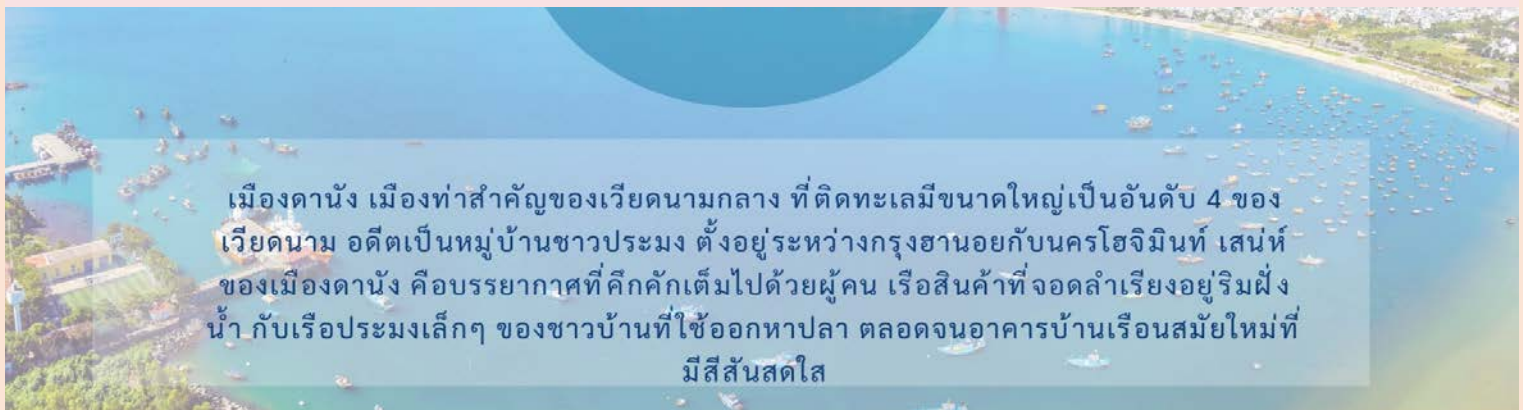 เมืองดานัง เมืองท่าสำคัญของเวียดนามกลาง ที่ติดทะเลมีขนาดใหญ่เป็นอันดับ 4 ของ
เวียดนาม อดีตเป็นหมู่บ้านชาวประมง ตั้งอยู่ระหว่างกรุงฮานอยกับนครโฮจิมินท์ เสน่ห์
ของเมืองดานัง คือบรรยากาศที่คึกคักเต็มไปด้วยผู้คน เรือสินค้าที่จอดลำเรียงอยู่ริมฝั่ง
น้ำ กับเรือประมงเล็กๆ ของชาวบ้านที่ใช้ออกหาปลา ตลอดจนอาคารบ้านเรือนสมัยใหม่ที่
มีสีสันสดใส